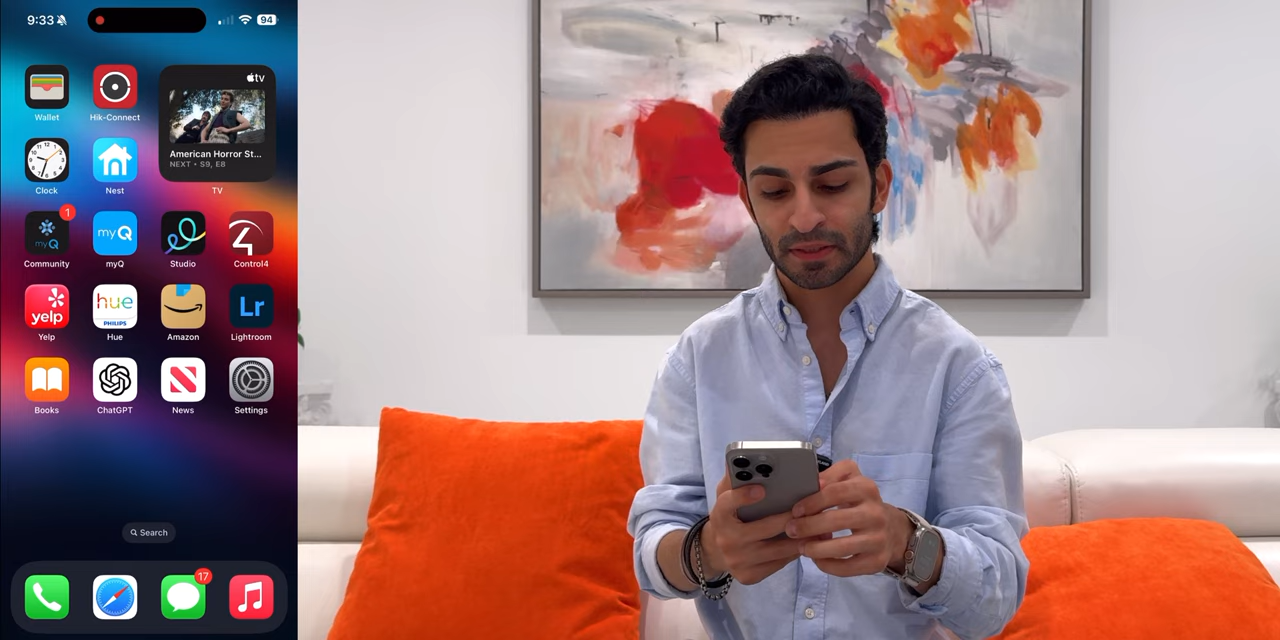 9:33
94
tv
American Horror St...
NEXT • S9, E8
Wallet
Hik-Connect
TV
Clock
Nest
1
myQ
myQ
Community
myQ
Studio
Control4
yelp
hue
PHILIPS
Lr
Yelp
Hue
Amazon
Lightroom
Books
ChatGPT
News
Settings
Search
17